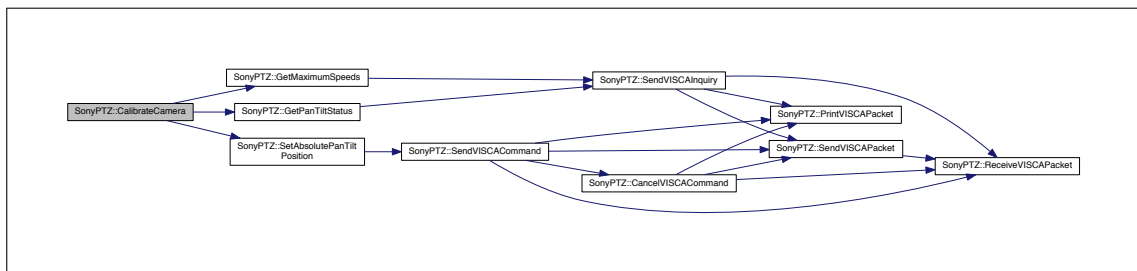 SonyPTZ::CalibrateCamera
SonyPTZ::GetMaximumSpeeds
SonyPTZ::GetPanTiltStatus
SonyPTZ::SetAbsolutePanTilt
Position
SonyPTZ::SendVISCACommand
SonyPTZ::SendVISCAInquiry
SonyPTZ::CancelVISCACommand
SonyPTZ::PrintVISCAPacket
SonyPTZ::SendVISCAPacket
SonyPTZ::ReceiveVISCAPacket